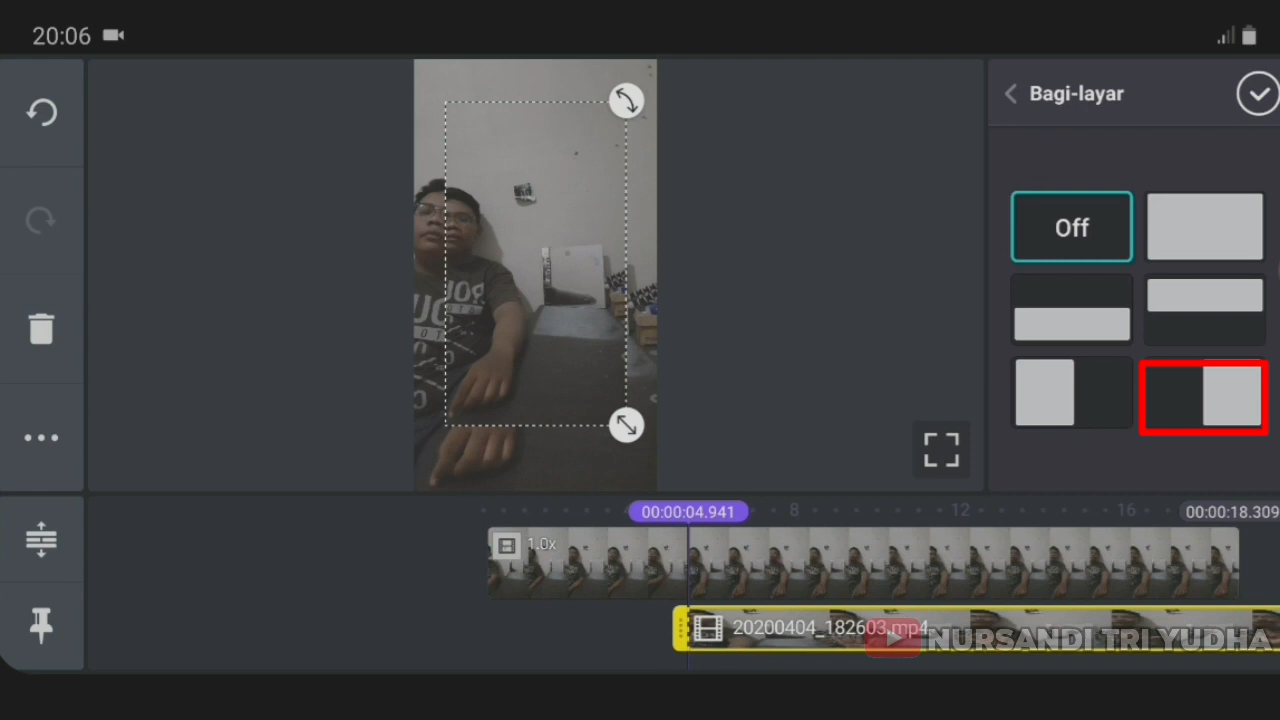 20:06
Bagi-layar
Off
00:00:04.941
8
12
16
00:00:18.309
1.0x
20200404_182603.mp4
NURSANDI TRI YUDHA